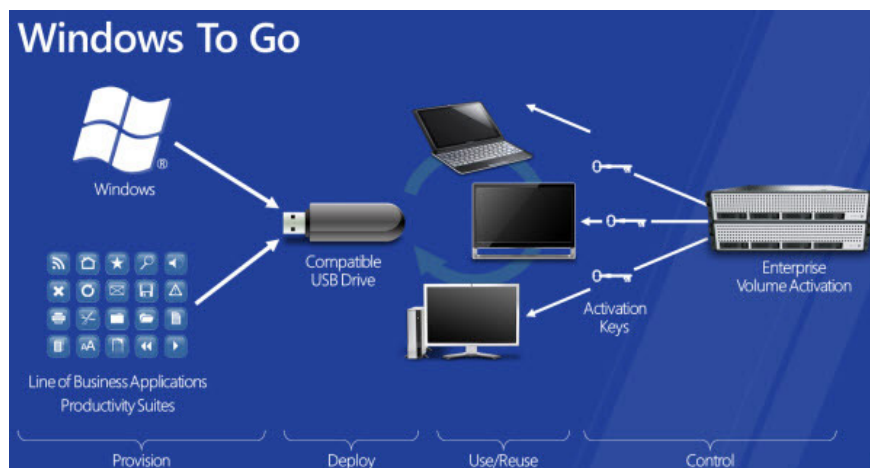 Windows To Go
®
Windows
Compatible
USB Drive
Enterprise
Volume Activation
Activation
Keys
AA
Line of Business Applications
Productivity Suites
Provision
Deploy
Use/Reuse
Control